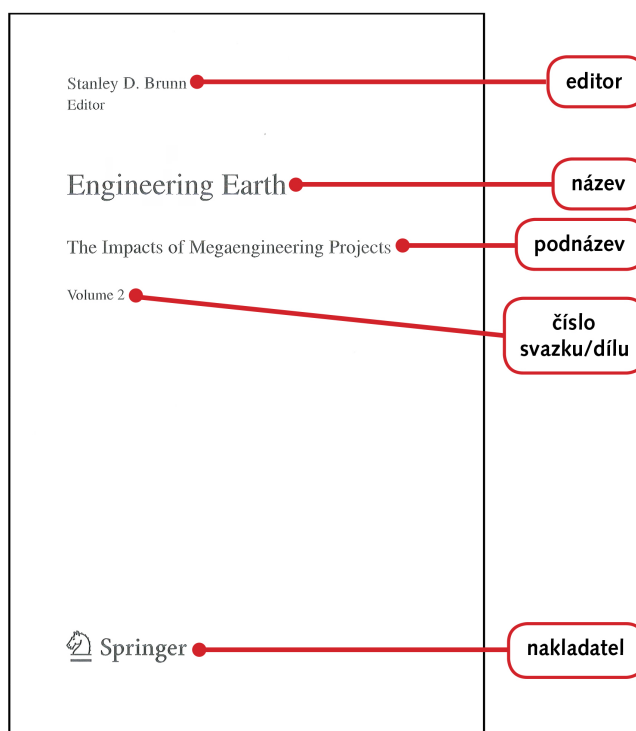 Stanley D. Brunn
Editor
editor
Engineering Earth
název
The Impacts of Megaengineering Projects
podnázev
Volume 2
číslo
svazku/dílu
Springer
nakladatel